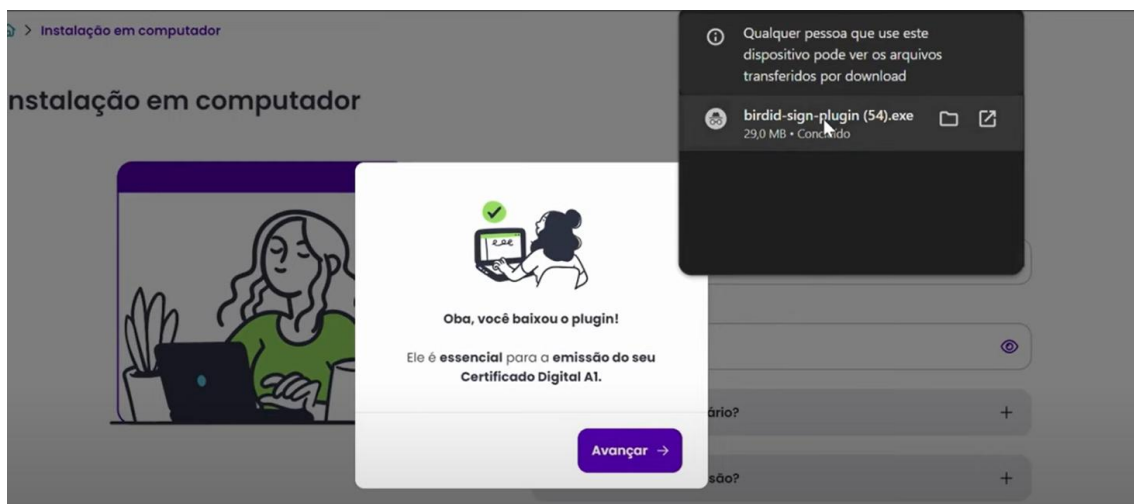 > Instalação em computador
nstalação em computador
Qualquer pessoa que use este
dispositivo pode ver os arquivos
transferidos por download
birdid-sign-plugin (54).exe
29,0 MB • Concluído
Oba, você baixou o plugin!
Ele é essencial para a emissão do seu
Certificado Digital A1.
Avançar →
ário?
são?